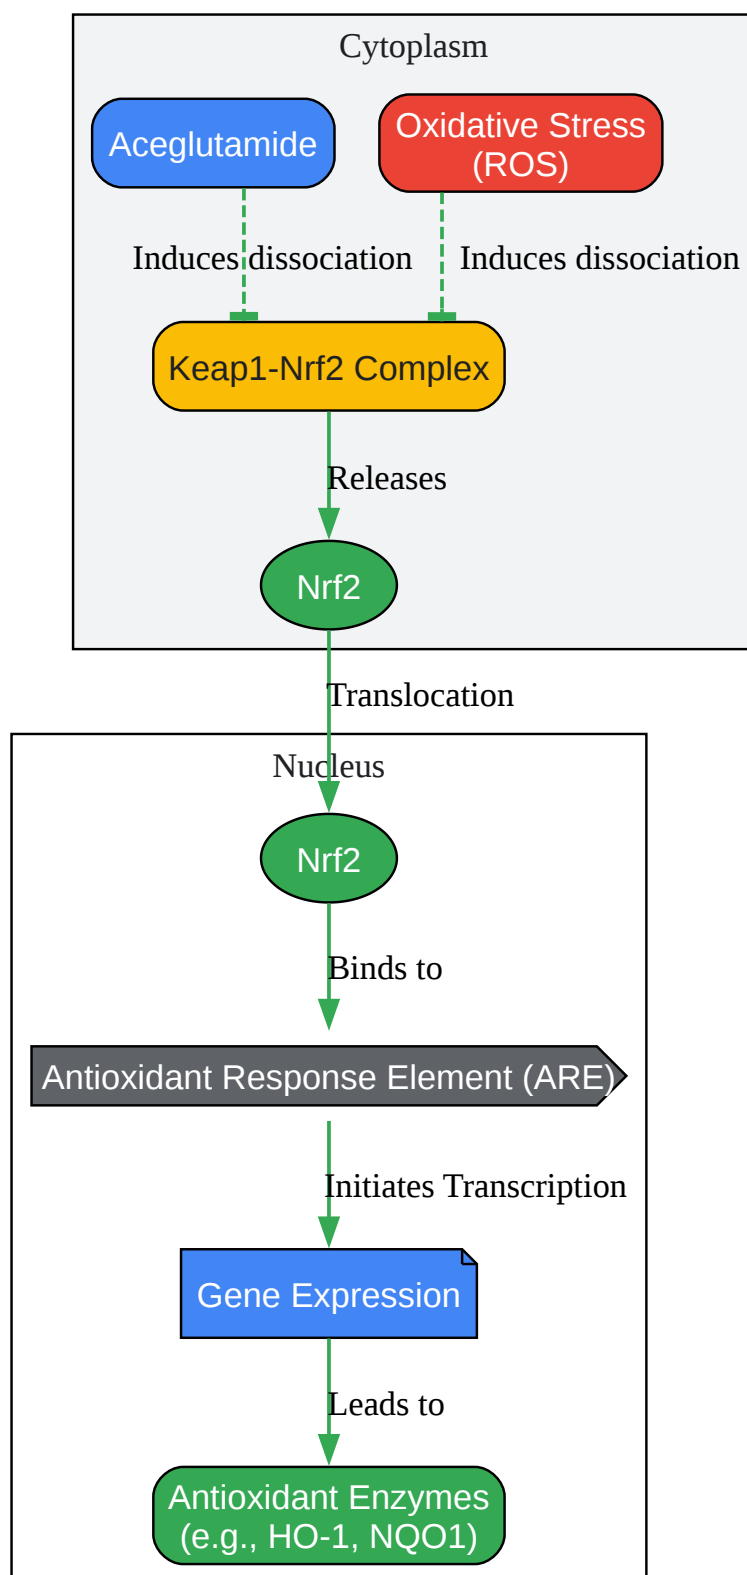 Cytoplasm
Aceglutamide
Oxidative Stress
(ROS)
Induces dissociation
Induces dissociation
Keap1-Nrf2 Complex
Releases
Nrf2
Translocation
Nucleus
Nrf2
Binds to
Antioxidant Response Element (ARE)
Initiates Transcription
Gene Expression
Leads to
Antioxidant Enzymes
(e.g., HO-1, NQO1)